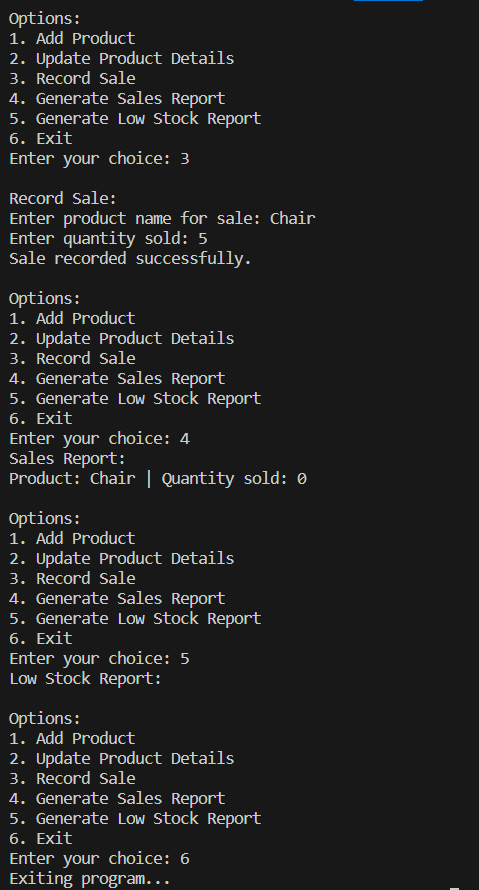 Options:
1. Add Product
2. Update Product Details
3. Record Sale
4. Generate Sales Report
5. Generate Low Stock Report
6. Exit
Enter your choice: 3

Record Sale:
Enter product name for sale: Chair
Enter quantity sold: 5
Sale recorded successfully.

Options:
1. Add Product
2. Update Product Details
3. Record Sale
4. Generate Sales Report
5. Generate Low Stock Report
6. Exit
Enter your choice: 4
Sales Report:
Product: Chair | Quantity sold: 0

Options:
1. Add Product
2. Update Product Details
3. Record Sale
4. Generate Sales Report
5. Generate Low Stock Report
6. Exit
Enter your choice: 5
Low Stock Report:

Options:
1. Add Product
2. Update Product Details
3. Record Sale
4. Generate Sales Report
5. Generate Low Stock Report
6. Exit
Enter your choice: 6
Exiting program...